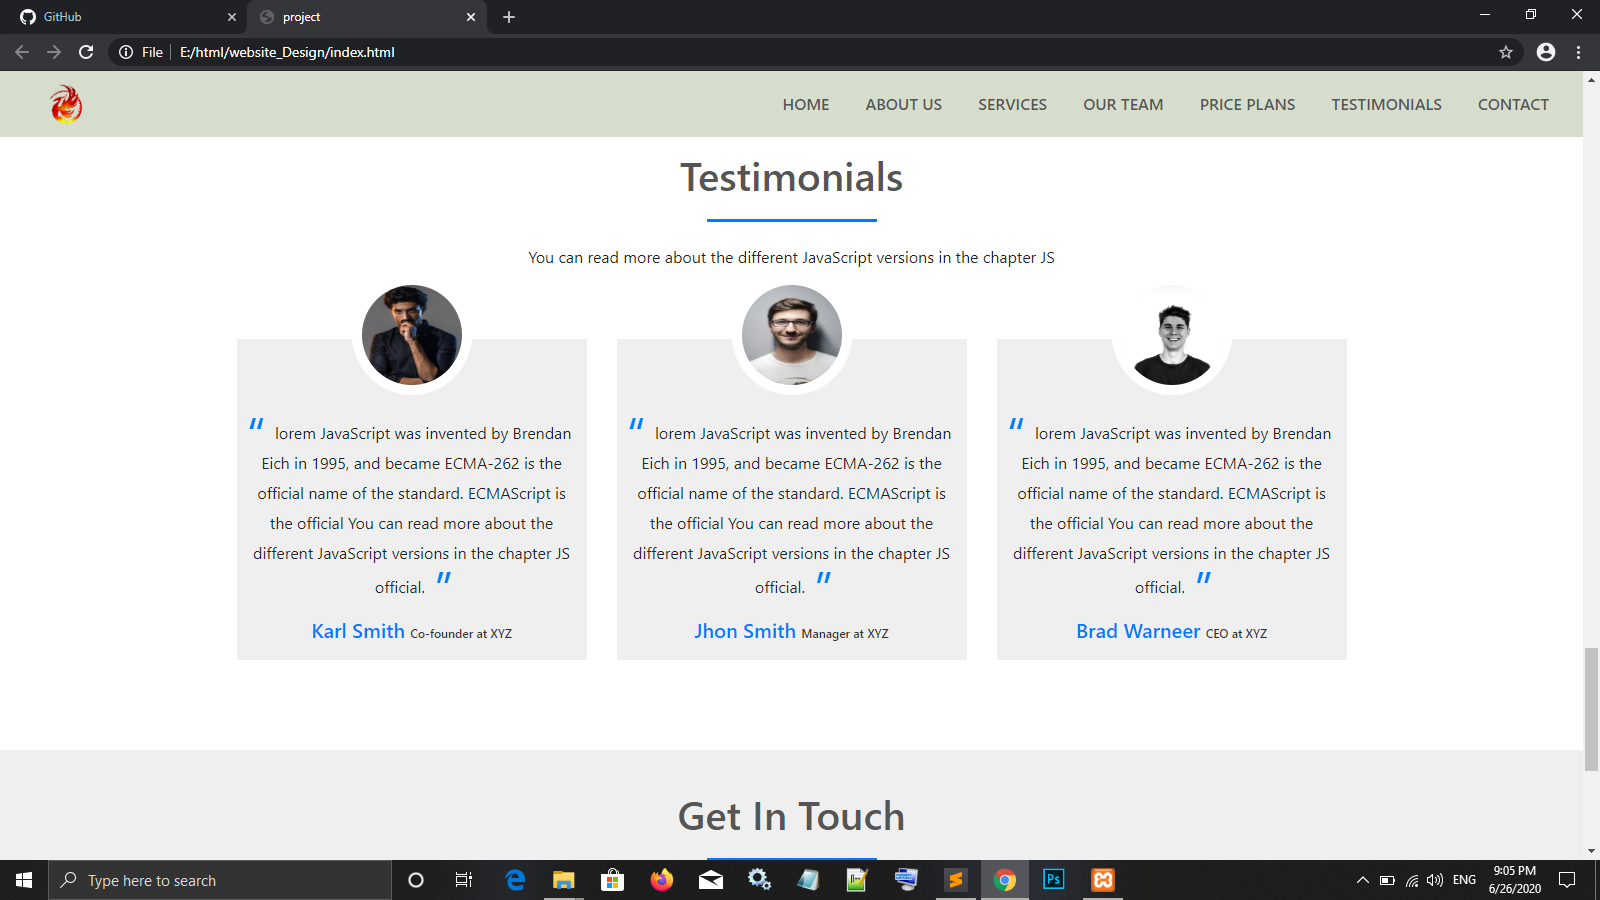 GitHub
project
File
E:/html/website_Design/index.html
HOME ABOUT US SERVICES OUR TEAM PRICE PLANS TESTIMONIALS CONTACT
Testimonials
You can read more about the different JavaScript versions in the chapter JS
“ lorem JavaScript was invented by Brendan
Eich in 1995, and became ECMA-262 is the
official name of the standard. ECMAScript is
the official You can read more about the
different JavaScript versions in the chapter JS
official. ”
Karl Smith Co-founder at XYZ
“ lorem JavaScript was invented by Brendan
Eich in 1995, and became ECMA-262 is the
official name of the standard. ECMAScript is
the official You can read more about the
different JavaScript versions in the chapter JS
official. ”
Jhon Smith Manager at XYZ
“ lorem JavaScript was invented by Brendan
Eich in 1995, and became ECMA-262 is the
official name of the standard. ECMAScript is
the official You can read more about the
different JavaScript versions in the chapter JS
official. ”
Brad Warneer CEO at XYZ
Get In Touch
Type here to search
Ps
ENG
9:05 PM
6/26/2020